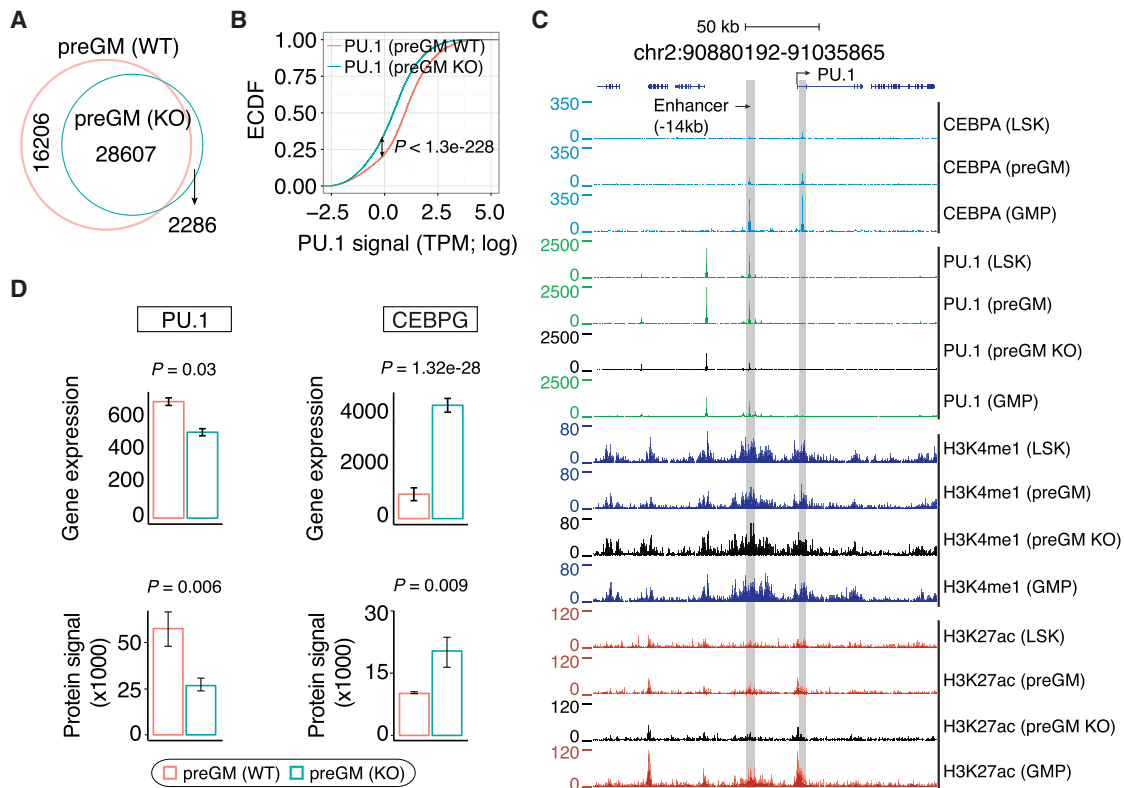 A
preGM (WT)
preGM (KO)
16206
28607
2286
B
1.00
0.75
0.50
0.25
0.00
ECDF
PU.1 (preGM WT)
PU.1 (preGM KO)
P < 1.3e-228
−2.5 0.0 2.5 5.0
PU.1 signal (TPM; log)
C
50 kb
chr2:90880192-91035865
PU.1
Enhancer
(-14kb)
350
0
CEBPA (LSK)
350
0
CEBPA (preGM)
350
0
CEBPA (GMP)
2500
0
PU.1 (LSK)
2500
0
PU.1 (preGM)
2500
0
PU.1 (preGM KO)
2500
0
PU.1 (GMP)
80
0
H3K4me1 (LSK)
80
0
H3K4me1 (preGM)
80
0
H3K4me1 (preGM KO)
80
0
H3K4me1 (GMP)
120
0
H3K27ac (LSK)
120
0
H3K27ac (preGM)
120
0
H3K27ac (preGM KO)
120
0
H3K27ac (GMP)
D
PU.1
P = 0.03
Gene expression
600
400
200
0
CEBPG
P = 1.32e-28
Gene expression
4000
2000
0
P = 0.006
Protein signal
(x1000)
50
25
0
P = 0.009
Protein signal
(x1000)
30
15
0
preGM (WT) preGM (KO)